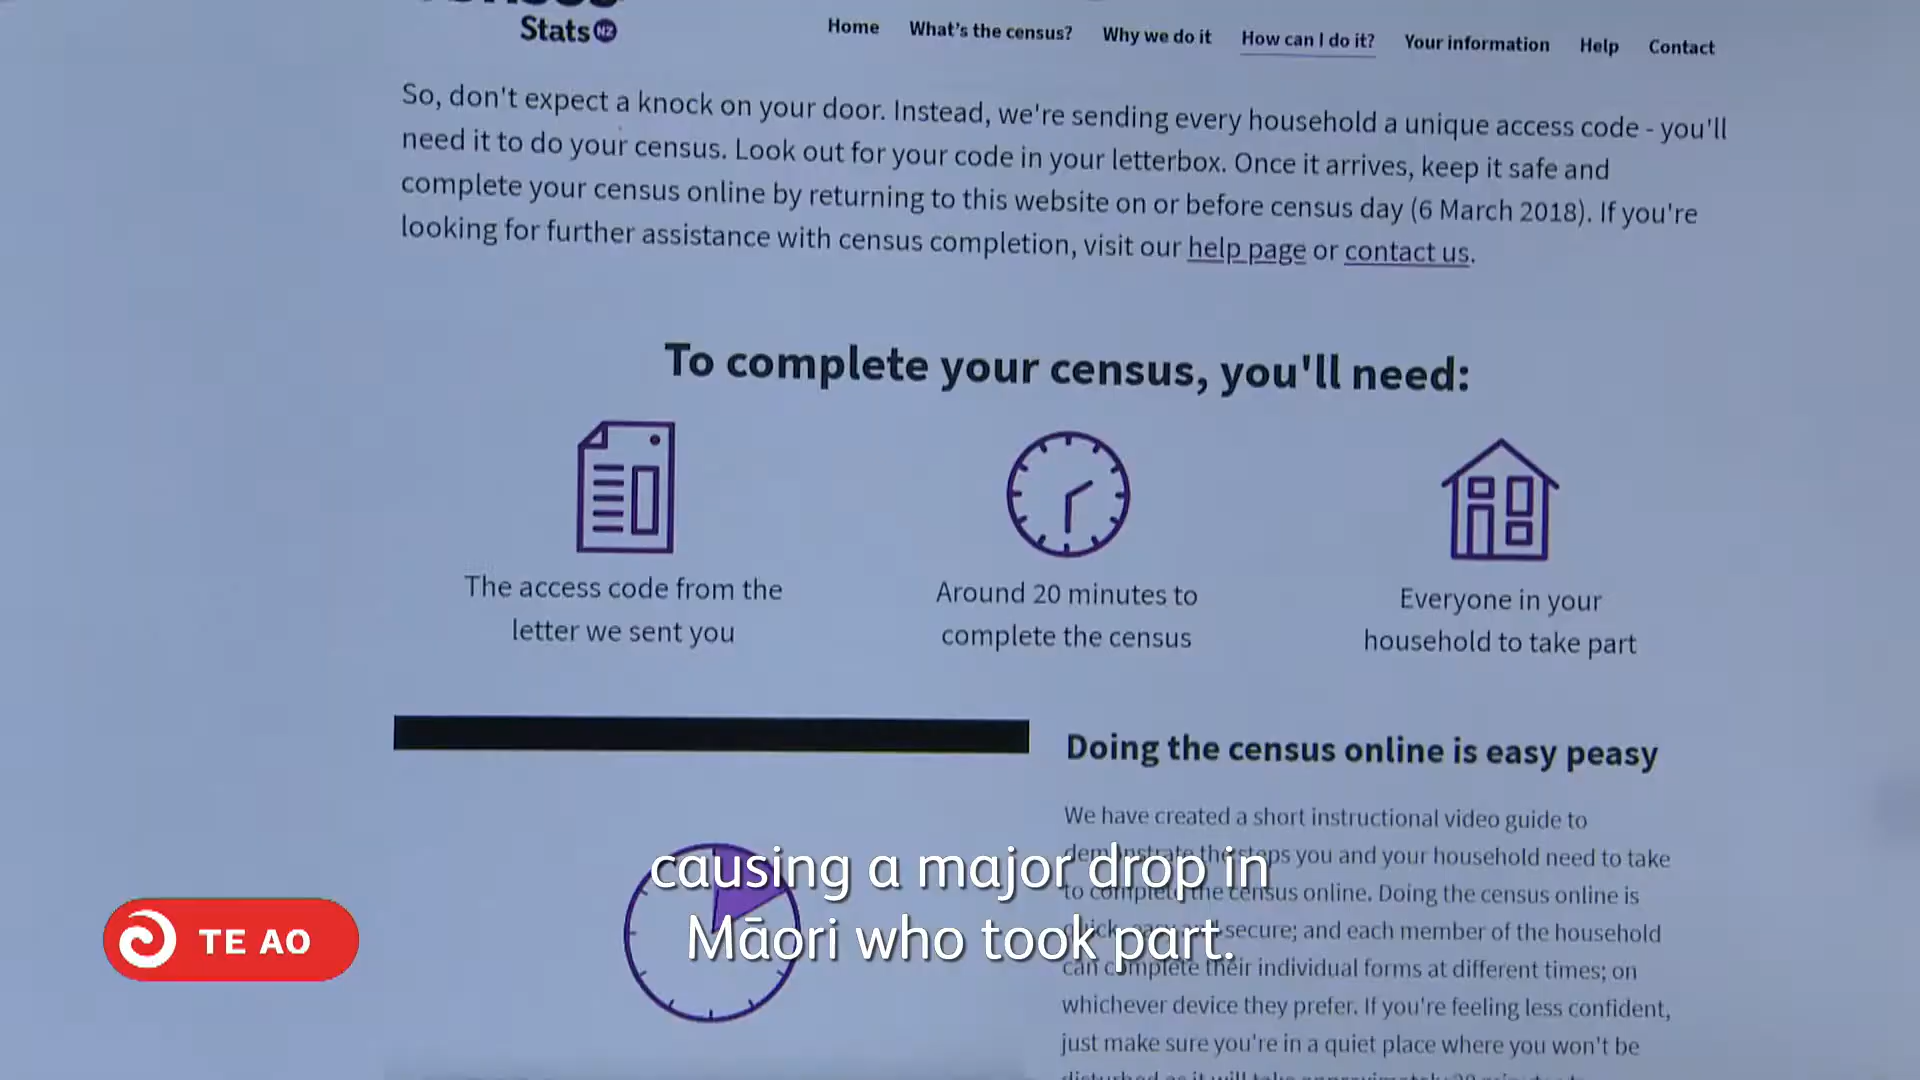 Stats NZ
Home What's the census? Why we do it How can I do it? Your information Help Contact
So, don't expect a knock on your door. Instead, we're sending every household a unique access code - you'll
need it to do your census. Look out for your code in your letterbox. Once it arrives, keep it safe and
complete your census online by returning to this website on or before census day (6 March 2018). If you're
looking for further assistance with census completion, visit our help page or contact us.
To complete your census, you'll need:
The access code from the
letter we sent you
Around 20 minutes to
complete the census
Everyone in your
household to take part
Doing the census online is easy peasy
We have created a short instructional video guide to
demonstrate the steps you and your household need to take
to complete the census online. Doing the census online is
secure; and each member of the household
can complete their individual forms at different times; on
whichever device they prefer. If you're feeling less confident,
just make sure you're in a quiet place where you won't be
causing a major drop in
Māori who took part.
TE AO